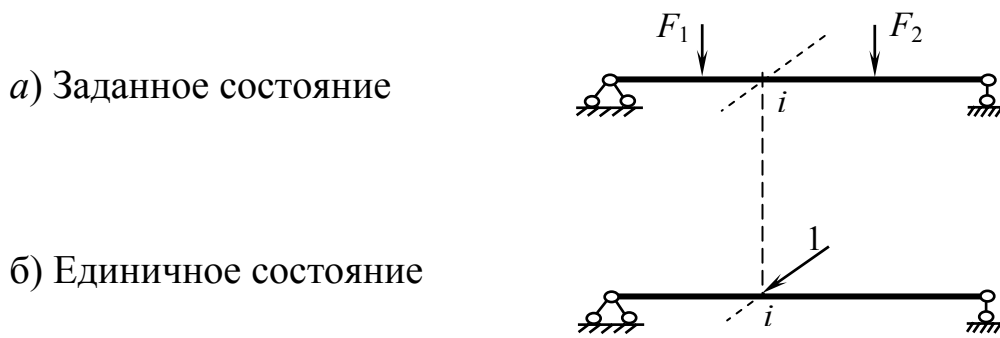 F₁ F₂
а) Заданное состояние
i
1
б) Единичное состояние
i